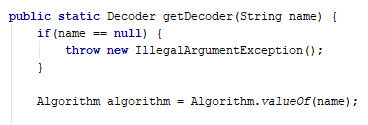 public static Decoder getDecoder(String name) {
if(name == null) {
throw new IllegalArgumentException();
}
Algorithm algorithm = Algorithm.valueOf(name);